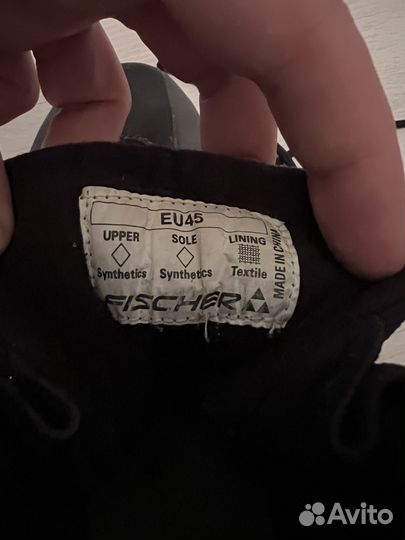 EU45
UPPER SOLE LINING
Synthetics Synthetics Textile
FISCHER
MADE IN CHINA
Avito